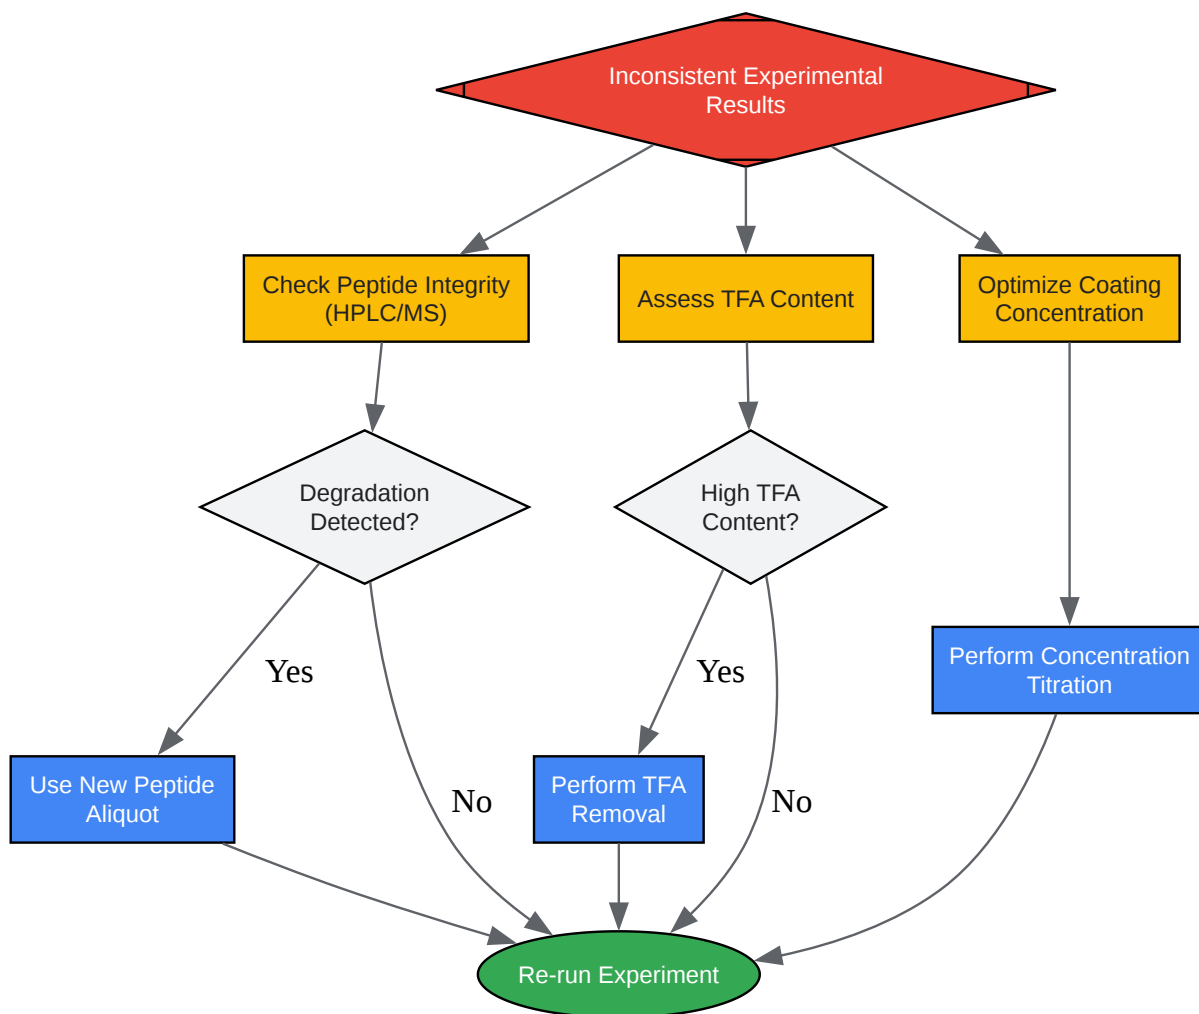 Inconsistent Experimental
Results
Check Peptide Integrity
(HPLC/MS)
Assess TFA Content
Optimize Coating
Concentration
Degradation
Detected?
High TFA
Content?
Yes
Yes
Perform Concentration
Titration
Use New Peptide
Aliquot
No
Perform TFA
Removal
No
Re-run Experiment